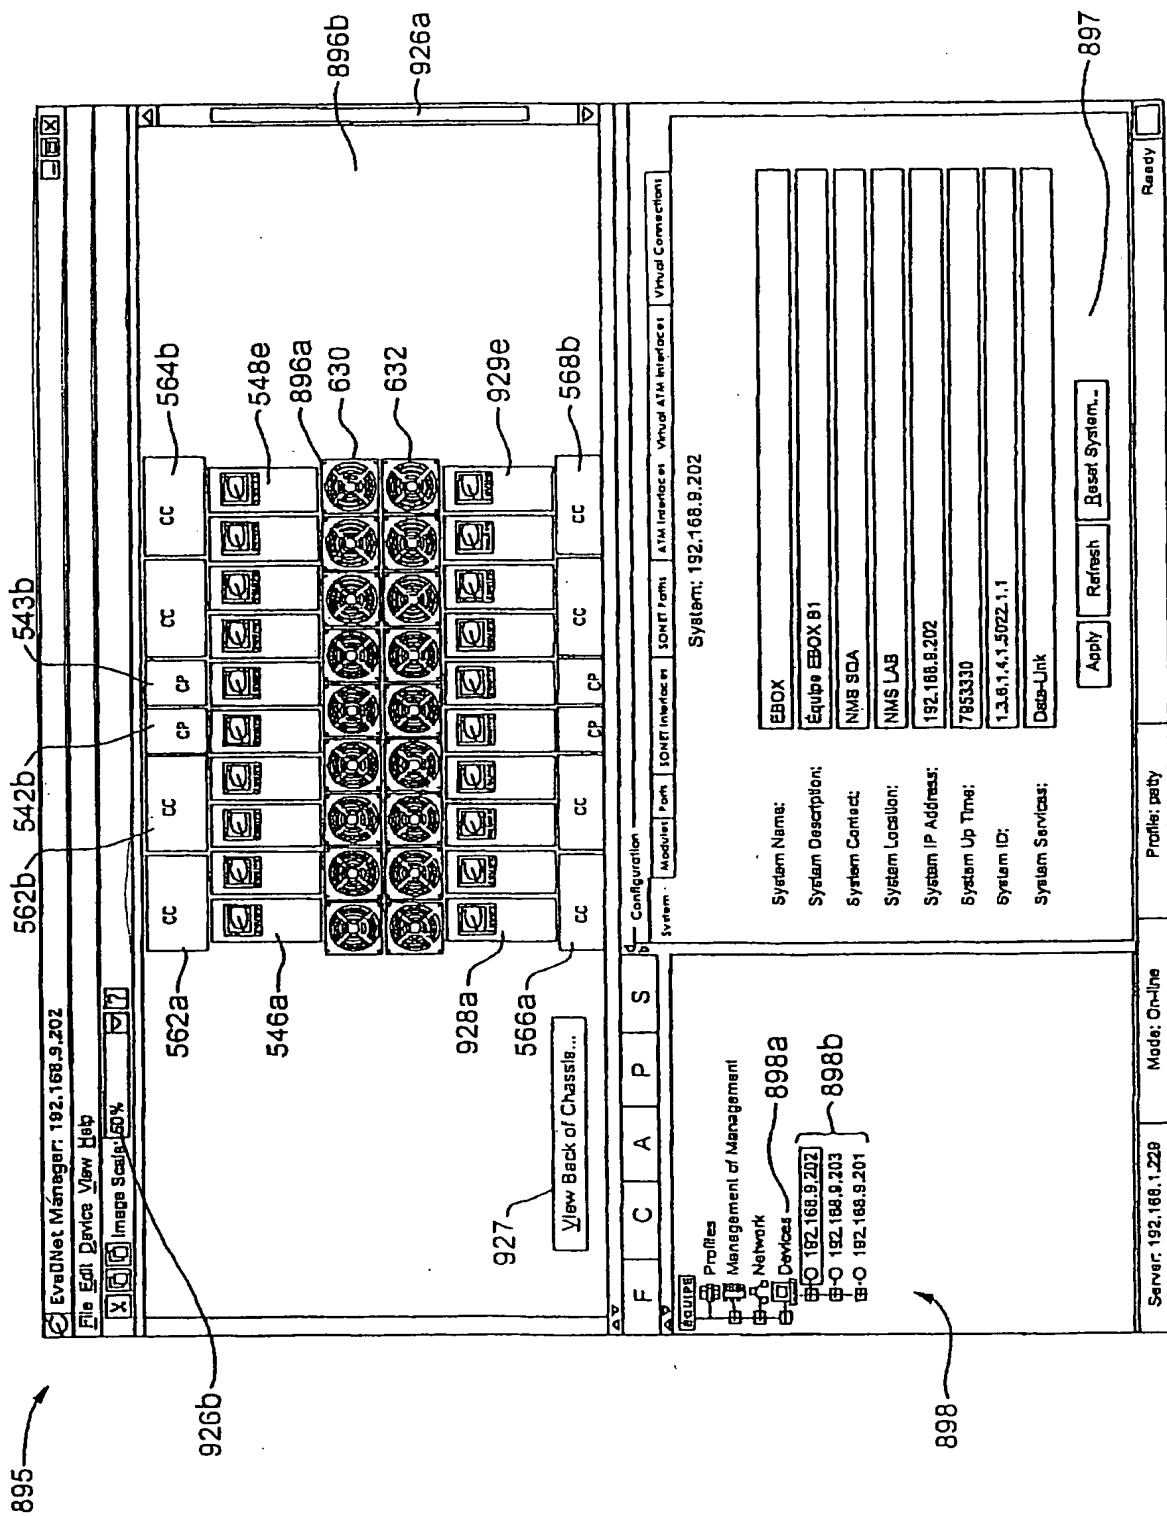 895
EvaDNet Manager: 192.168.9.202
File Edit Device View Help
Image Scale: 60%
926b
562a
546a
928a
566a
562b
542b
543b
564b
548e
896a
630
632
929e
568b
896b
926a
CC
CC
CP
CP
CC
CC
CC
CC
CP
CP
CC
CC
927
View Back of Chassis...
F C A P S
EQUIPE
Profiles
Management of Management
Network
Devices
192.168.9.202
192.168.9.203
192.168.9.201
898a
898b
898
Configuration
System Modules Ports SONET Interfaces SONET Paths ATM Interfaces Virtual ATM Interfaces Virtual Connections
System: 192.168.9.202
System Name: EBOX
System Description: Equipe EBOX B1
System Contact: NMS SQA
System Location: NMS LAB
System IP Address: 192.168.9.202
System Up Time: 7953330
System ID: 1.3.6.1.4.1.5022.1.1
System Services: Data-Link
Apply Refresh Reset System...
897
Server: 192.168.1.229 Mode: On-line Profile: patty Ready